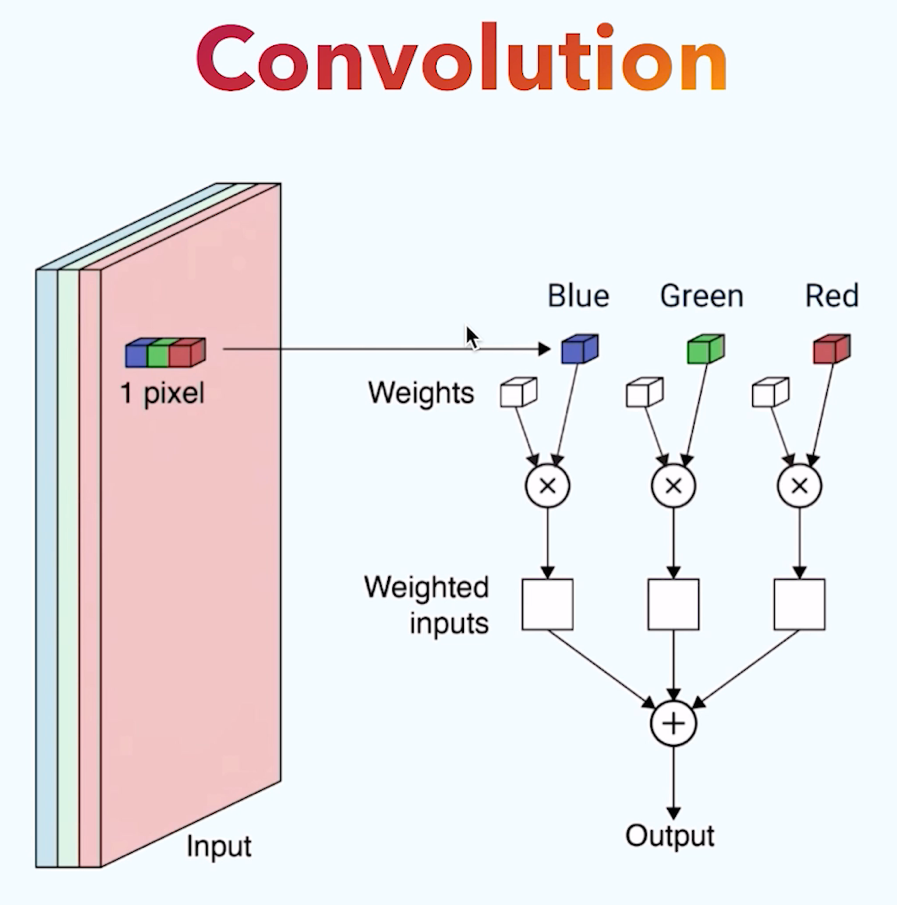 Convolution
Blue Green Red
1 pixel
Weights
×
×
×
Weighted
inputs
+
Output
Input